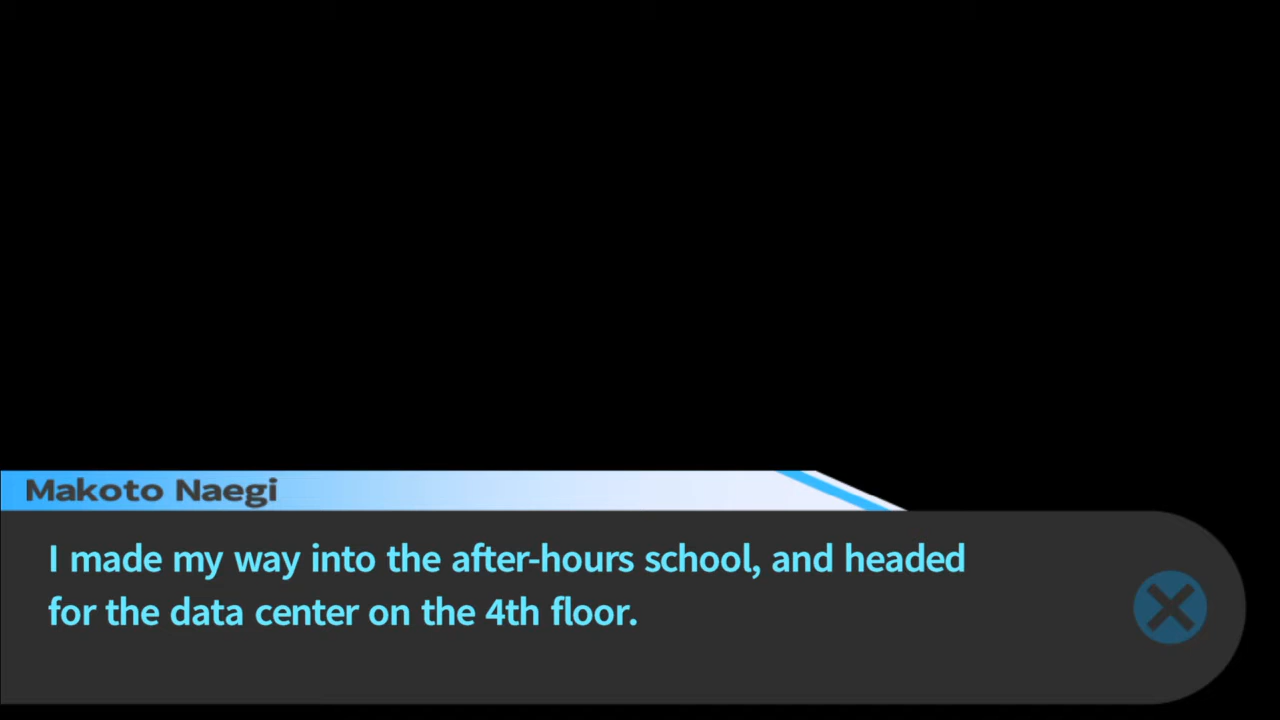 Makoto Naegi
I made my way into the after-hours school, and headed
for the data center on the 4th floor.